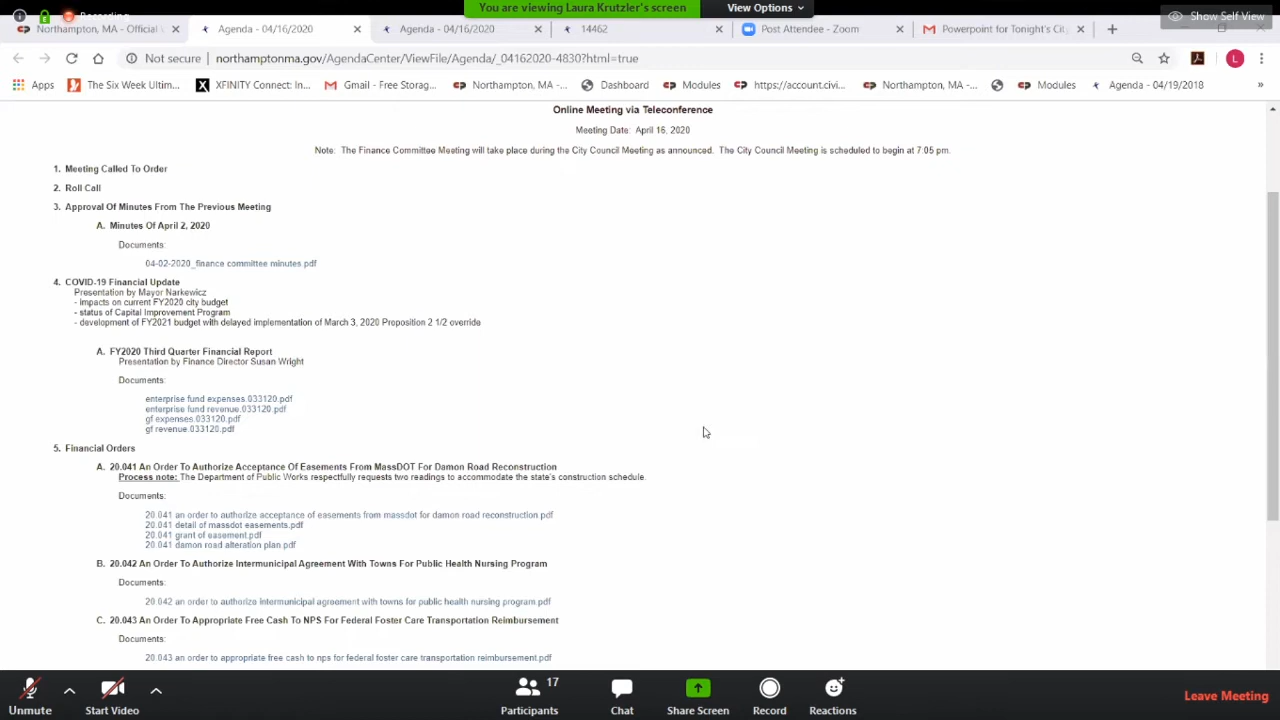 You are viewing Laura Krutzler's screen
View Options
Recording
Show Self View
Northampton, MA - Official
Agenda - 04/16/2020
Agenda - 04/16/2020
14462
Post Attendee - Zoom
Powerpoint for Tonight's Cit
Not secure
northamptonma.gov/AgendaCenter/ViewFile/Agenda/_04162020-4830?html=true
L
Apps
The Six Week Ultim...
XFINITY Connect: In...
Gmail - Free Storag...
Northampton, MA -...
Dashboard
Modules
https://account.civi...
Northampton, MA -...
Modules
Agenda - 04/19/2018
»
Online Meeting via Teleconference
Meeting Date: April 16, 2020
Note: The Finance Committee Meeting will take place during the City Council Meeting as announced. The City Council Meeting is scheduled to begin at 7:05 pm.
1. Meeting Called To Order
2. Roll Call
3. Approval Of Minutes From The Previous Meeting
A. Minutes Of April 2, 2020
Documents:
04-02-2020_finance committee minutes.pdf
4. COVID-19 Financial Update
Presentation by Mayor Narkewicz
- impacts on current FY2020 city budget
- status of Capital Improvement Program
- development of FY2021 budget with delayed implementation of March 3, 2020 Proposition 2 1/2 override
A. FY2020 Third Quarter Financial Report
Presentation by Finance Director Susan Wright
Documents:
enterprise fund expenses.033120.pdf
enterprise fund revenue.033120.pdf
gf expenses.033120.pdf
gf revenue.033120.pdf
5. Financial Orders
A. 20.041 An Order To Authorize Acceptance Of Easements From MassDOT For Damon Road Reconstruction
Process note: The Department of Public Works respectfully requests two readings to accommodate the state's construction schedule.
Documents:
20.041 an order to authorize acceptance of easements from massdot for damon road reconstruction.pdf
20.041 detail of massdot easements.pdf
20.041 grant of easement.pdf
20.041 damon road alteration plan.pdf
B. 20.042 An Order To Authorize Intermunicipal Agreement With Towns For Public Health Nursing Program
Documents:
20.042 an order to authorize intermunicipal agreement with towns for public health nursing program.pdf
C. 20.043 An Order To Appropriate Free Cash To NPS For Federal Foster Care Transportation Reimbursement
Documents:
20.043 an order to appropriate free cash to nps for federal foster care transportation reimbursement.pdf
Unmute
Start Video
Participants
17
Chat
Share Screen
Record
Reactions
Leave Meeting